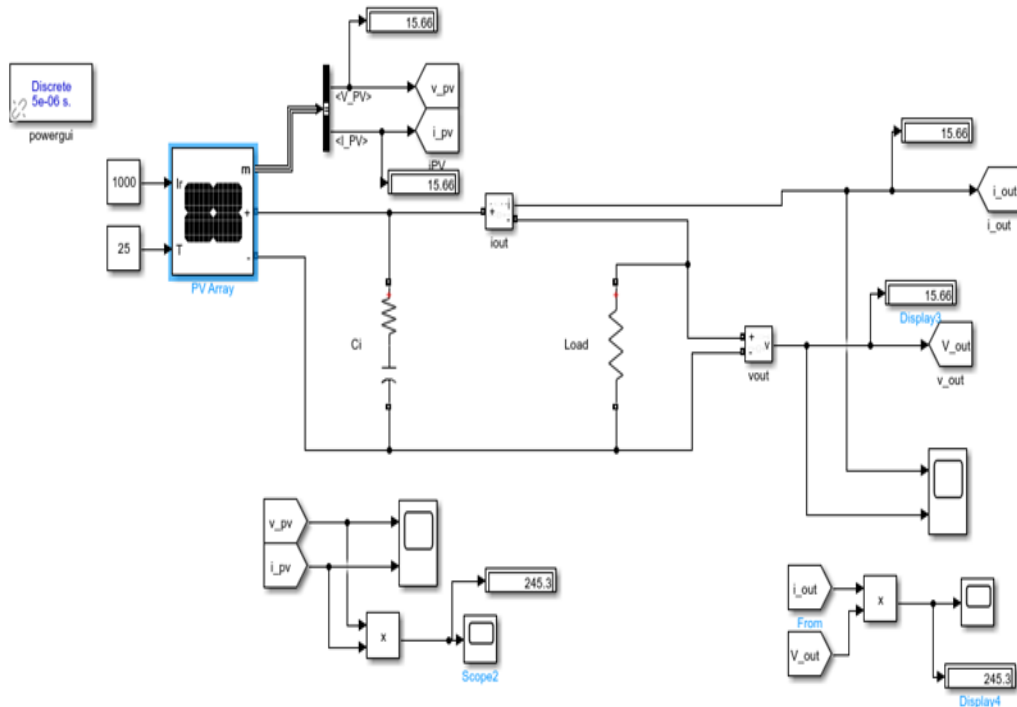 15.66
Discrete
5e-06 s.
powergui
<V_PV>
v_pv
<I_PV>
i_pv
iPV
15.66
1000
Ir
m
25
T
+
-
PV Array
+
i
-
iout
15.66
i_out
i_out
Ci
Load
+
-
v
vout
15.66
Display3
V_out
v_out
v_pv
i_pv
x
245.3
Scope2
i_out
From
V_out
x
245.3
Display4